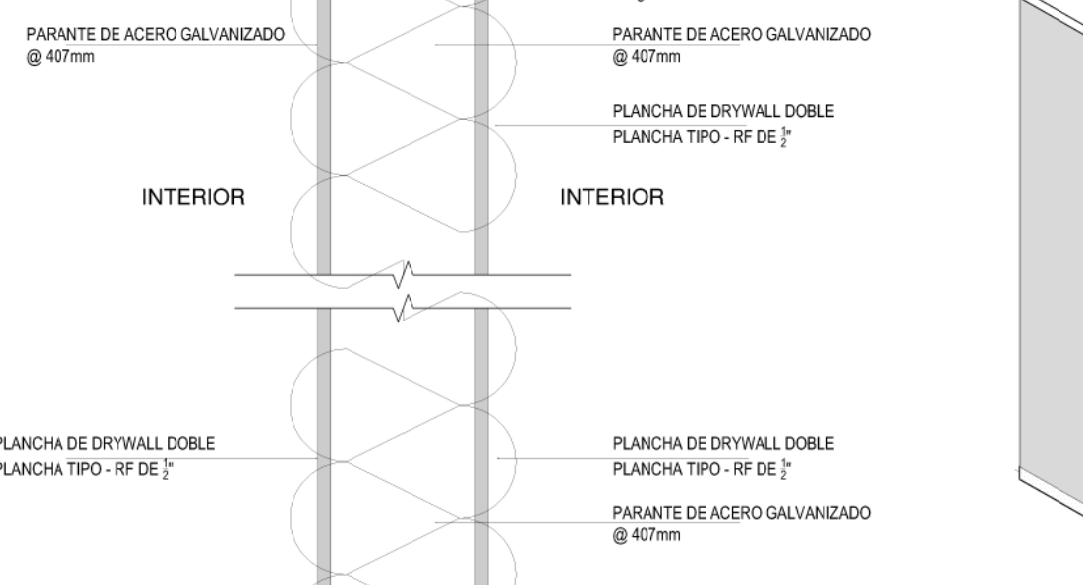 PARANTE DE ACERO GALVANIZADO
@ 407mm
PARANTE DE ACERO GALVANIZADO
@ 407mm
PLANCHA DE DRYWALL DOBLE
PLANCHA TIPO - RF DE 1/2"
INTERIOR
INTERIOR
PLANCHA DE DRYWALL DOBLE
PLANCHA TIPO - RF DE 1/2"
PLANCHA DE DRYWALL DOBLE
PLANCHA TIPO - RF DE 1/2"
PARANTE DE ACERO GALVANIZADO
@ 407mm